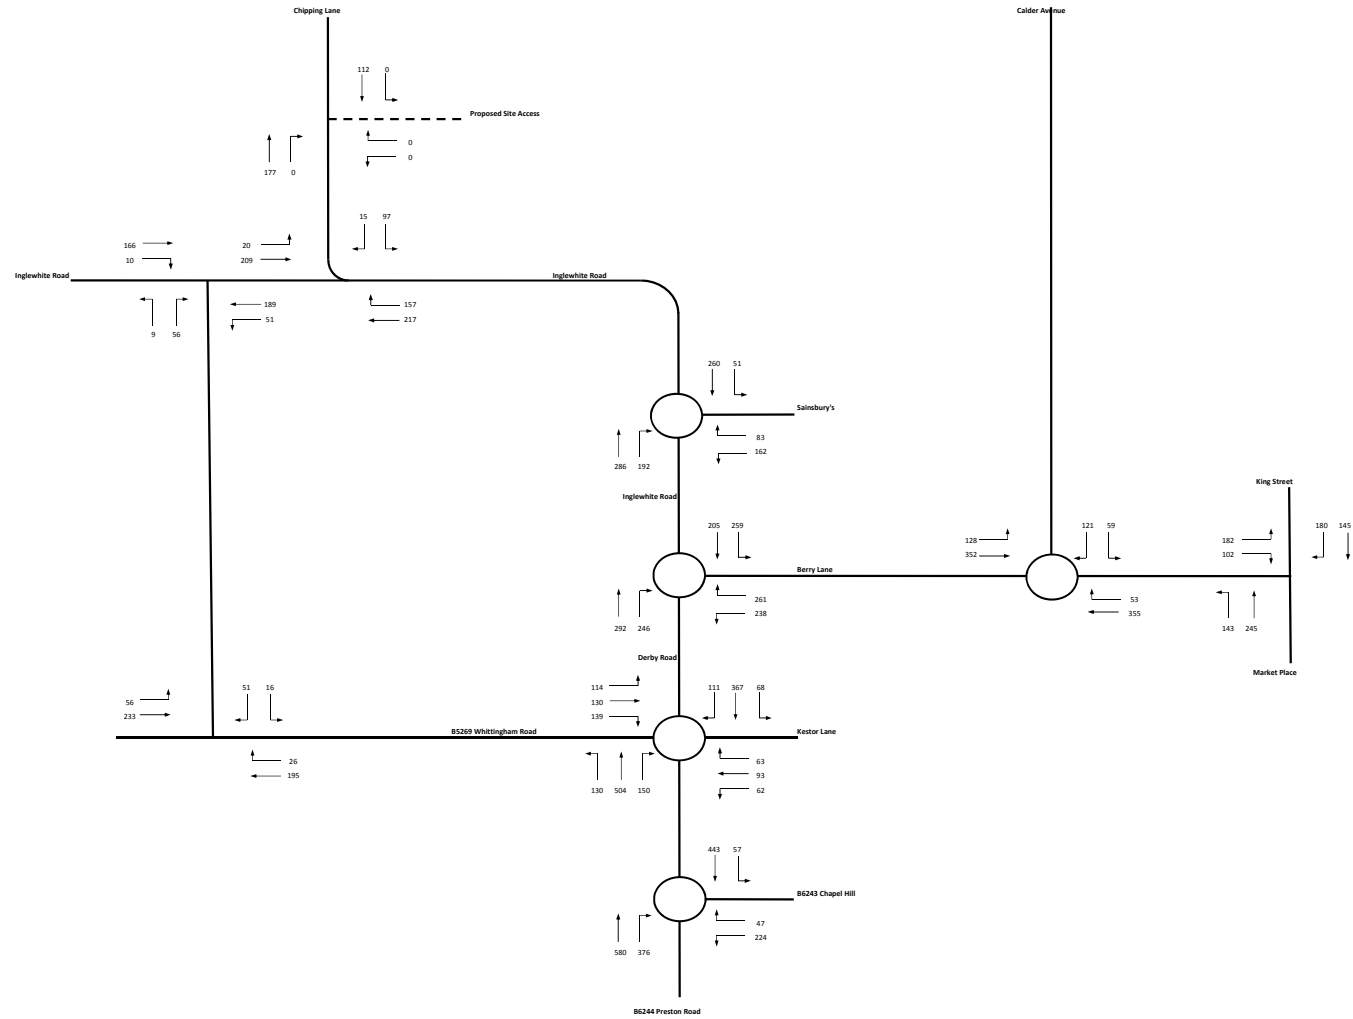 Chipping Lane
Calder Avenue
112 0
Proposed Site Access
0
0
177 0
15 97
166
10
20
209
Inglewhite Road
Inglewhite Road
189
51
157
217
9 56
260 51
Sainsbury's
83
162
286 192
King Street
Inglewhite Road
205 259
128
352
121 59
182
102
180 145
Berry Lane
261
238
53
355
292 246
143 245
Derby Road
Market Place
56
233
51 16
114
130
139
111 367 68
B5269 Whittingham Road
Kestor Lane
26
195
63
93
62
130 504 150
443 57
B6243 Chapel Hill
47
224
580 376
B6244 Preston Road